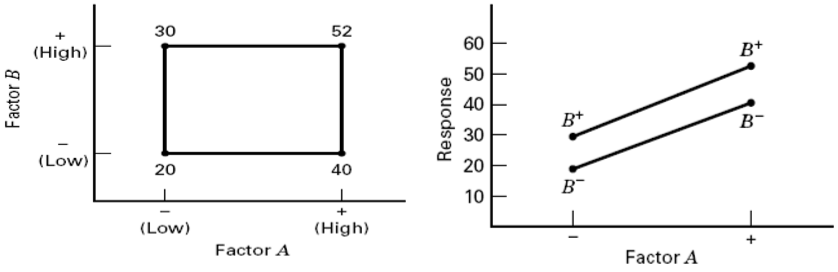 30
52
+
(High)
Factor B
−
(Low)
20
40
−
(Low)
+
(High)
Factor A
60
50
40
30
20
10
Response
B+
B−
B+
B−
−
+
Factor A